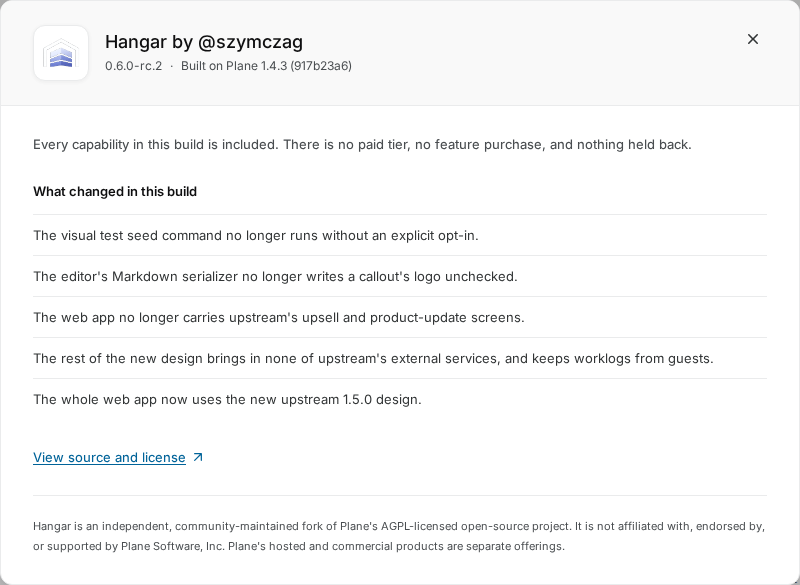 Hangar by @szymczag
0.6.0-rc.2 · Built on Plane 1.4.3 (917b23a6)
Every capability in this build is included. There is no paid tier, no feature purchase, and nothing held back.
What changed in this build
The visual test seed command no longer runs without an explicit opt-in.
The editor's Markdown serializer no longer writes a callout's logo unchecked.
The web app no longer carries upstream's upsell and product-update screens.
The rest of the new design brings in none of upstream's external services, and keeps worklogs from guests.
The whole web app now uses the new upstream 1.5.0 design.
View source and license
Hangar is an independent, community-maintained fork of Plane's AGPL-licensed open-source project. It is not affiliated with, endorsed by,
or supported by Plane Software, Inc. Plane's hosted and commercial products are separate offerings.